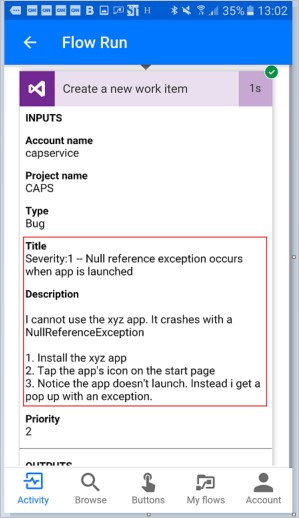 35% 13:02
Flow Run
Create a new work item
1s
INPUTS
Account name
capservice
Project name
CAPS
Type
Bug
Title
Severity:1 -- Null reference exception occurs
when app is launched
Description
I cannot use the xyz app. It crashes with a
NullReferenceException
1. Install the xyz app
2. Tap the app's icon on the start page
3. Notice the app doesn't launch. Instead i get a
pop up with an exception.
Priority
2
OUTPUTS
Activity
Browse
Buttons
My flows
Account